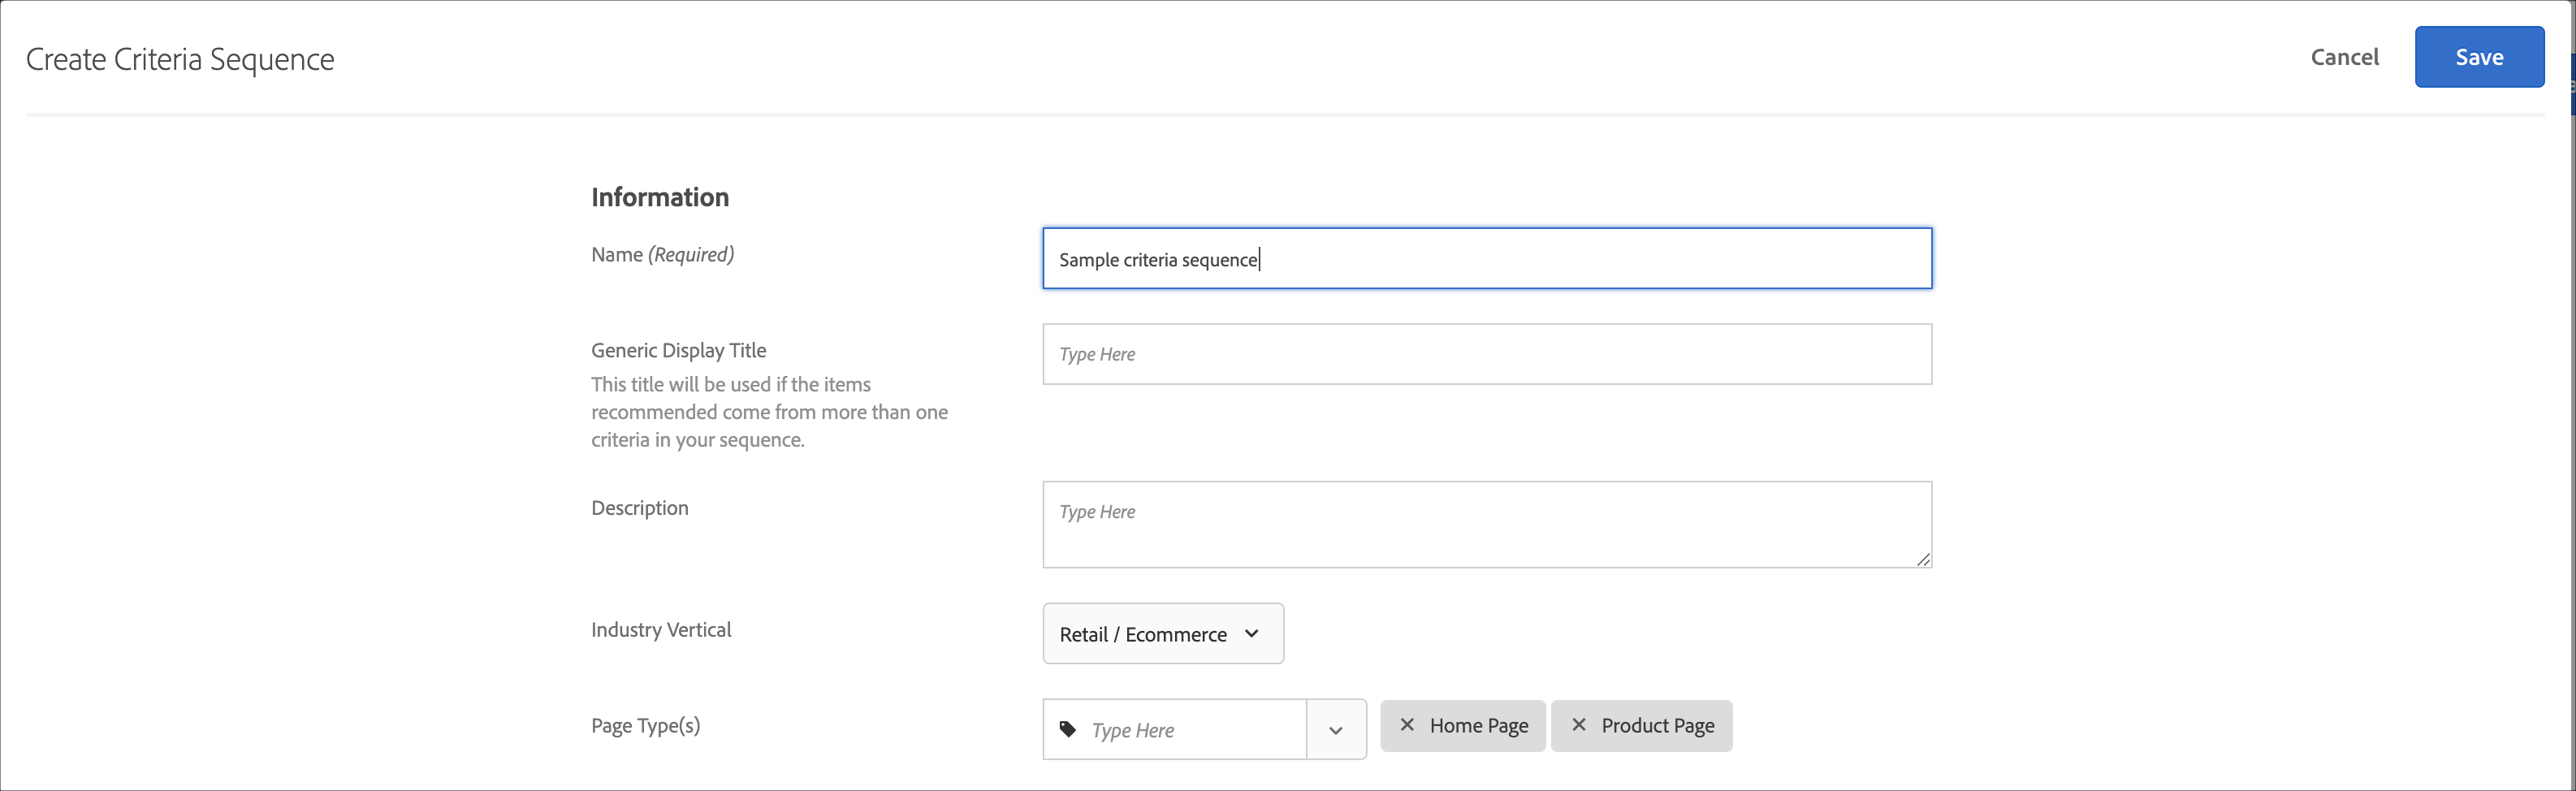 Create Criteria Sequence
Cancel
Save
Information
Name (Required)
Sample criteria sequence
Generic Display Title
Type Here
This title will be used if the items
recommended come from more than one
criteria in your sequence.
Description
Type Here
Industry Vertical
Retail / Ecommerce
Page Type(s)
Type Here
Home Page
Product Page